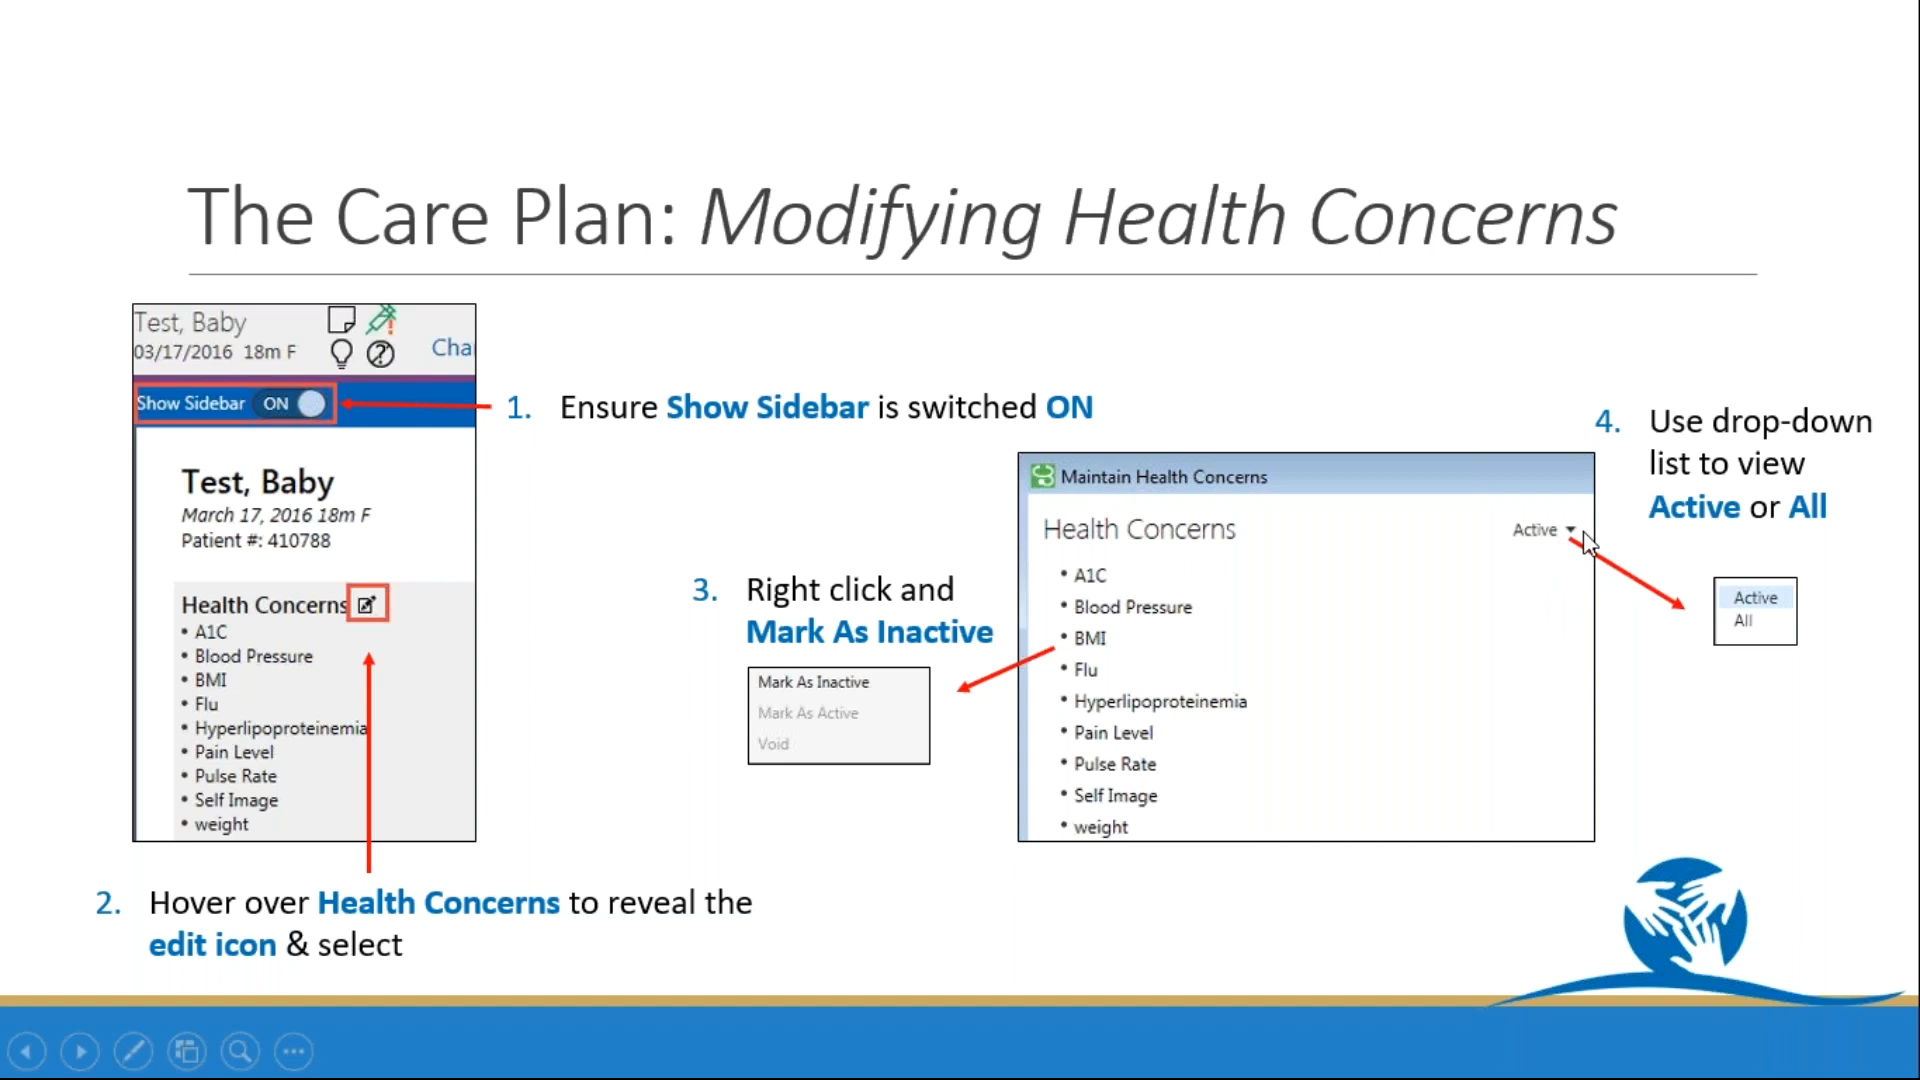 The Care Plan: Modifying Health Concerns
Test, Baby
03/17/2016 18m F
Cha
Show Sidebar ON
Test, Baby
March 17, 2016 18m F
Patient #: 410788
Health Concerns
• A1C
• Blood Pressure
• BMI
• Flu
• Hyperlipoproteinemia
• Pain Level
• Pulse Rate
• Self Image
• weight
1. Ensure Show Sidebar is switched ON
2. Hover over Health Concerns to reveal the
edit icon & select
3. Right click and
Mark As Inactive
Mark As Inactive
Mark As Active
Void
Maintain Health Concerns
Health Concerns
Active
• A1C
• Blood Pressure
• BMI
• Flu
• Hyperlipoproteinemia
• Pain Level
• Pulse Rate
• Self Image
• weight
4. Use drop-down
list to view
Active or All
Active
All